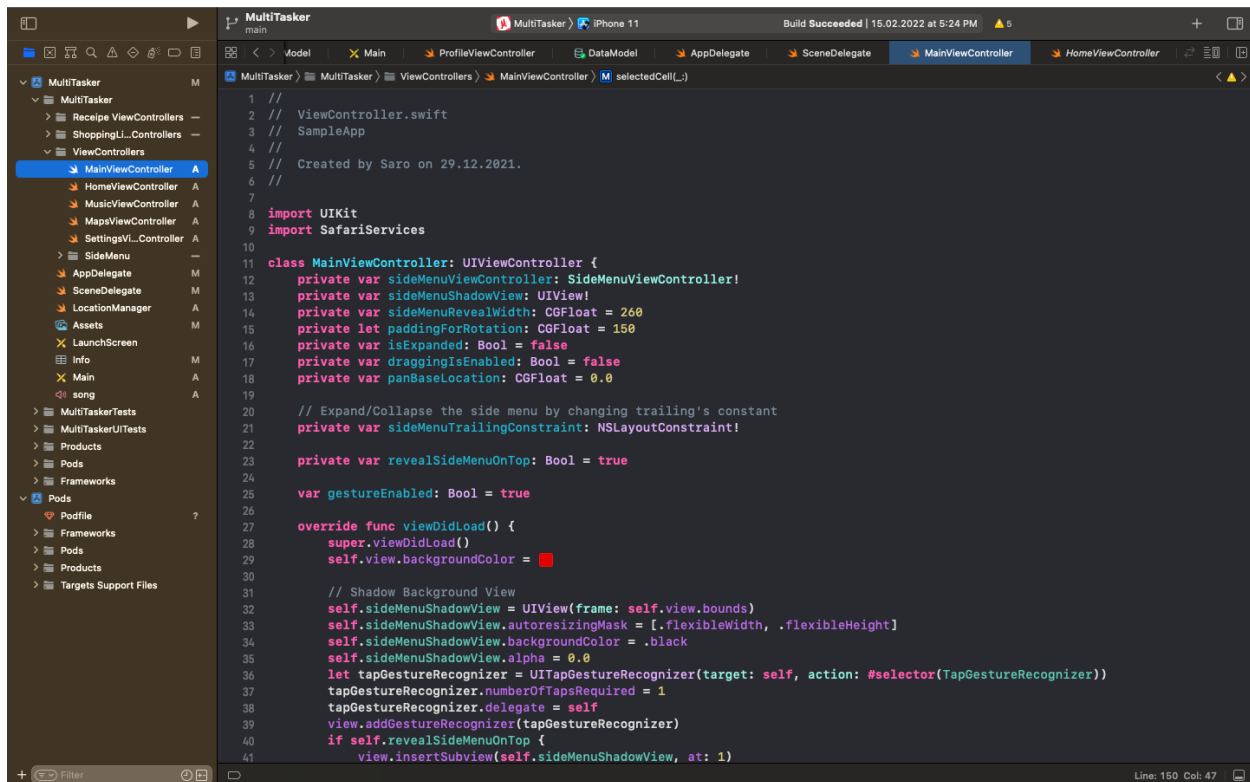 MultiTasker
main
MultiTasker 〉 iPhone 11
Build Succeeded | 15.02.2022 at 5:24 PM
5
Model
Main
ProfileViewController
DataModel
AppDelegate
SceneDelegate
MainViewController
HomeViewController
MultiTasker 〉 MultiTasker 〉 ViewControllers 〉 MainViewController 〉 M selectedCell(_:)
MultiTasker M
MultiTasker
Receipe ViewControllers
ShoppingLi...Controllers
ViewControllers
MainViewController A
HomeViewController A
MusicViewController A
MapsViewController A
SettingsVi...Controller A
SideMenu
AppDelegate M
SceneDelegate M
LocationManager A
Assets M
LaunchScreen
Info M
Main A
song A
MultiTaskerTests
MultiTaskerUITests
Products
Pods
Frameworks
Pods
Podfile ?
Frameworks
Pods
Products
Targets Support Files
Filter
1 //
2 //  ViewController.swift
3 //  SampleApp
4 //
5 //  Created by Saro on 29.12.2021.
6 //
7
8 import UIKit
9 import SafariServices
10
11 class MainViewController: UIViewController {
12     private var sideMenuViewController: SideMenuViewController!
13     private var sideMenuShadowView: UIView!
14     private var sideMenuRevealWidth: CGFloat = 260
15     private let paddingForRotation: CGFloat = 150
16     private var isExpanded: Bool = false
17     private var draggingIsEnabled: Bool = false
18     private var panBaseLocation: CGFloat = 0.0
19
20     // Expand/Collapse the side menu by changing trailing's constant
21     private var sideMenuTrailingConstraint: NSLayoutConstraint!
22
23     private var revealSideMenuOnTop: Bool = true
24
25     var gestureEnabled: Bool = true
26
27     override func viewDidLoad() {
28         super.viewDidLoad()
29         self.view.backgroundColor =
30
31         // Shadow Background View
32         self.sideMenuShadowView = UIView(frame: self.view.bounds)
33         self.sideMenuShadowView.autoresizingMask = [.flexibleWidth, .flexibleHeight]
34         self.sideMenuShadowView.backgroundColor = .black
35         self.sideMenuShadowView.alpha = 0.0
36         let tapGestureRecognizer = UITapGestureRecognizer(target: self, action: #selector(TapGestureRecognizer))
37         tapGestureRecognizer.numberOfTapsRequired = 1
38         tapGestureRecognizer.delegate = self
39         view.addGestureRecognizer(tapGestureRecognizer)
40         if self.revealSideMenuOnTop {
41             view.insertSubview(self.sideMenuShadowView, at: 1)
Line: 150 Col: 47